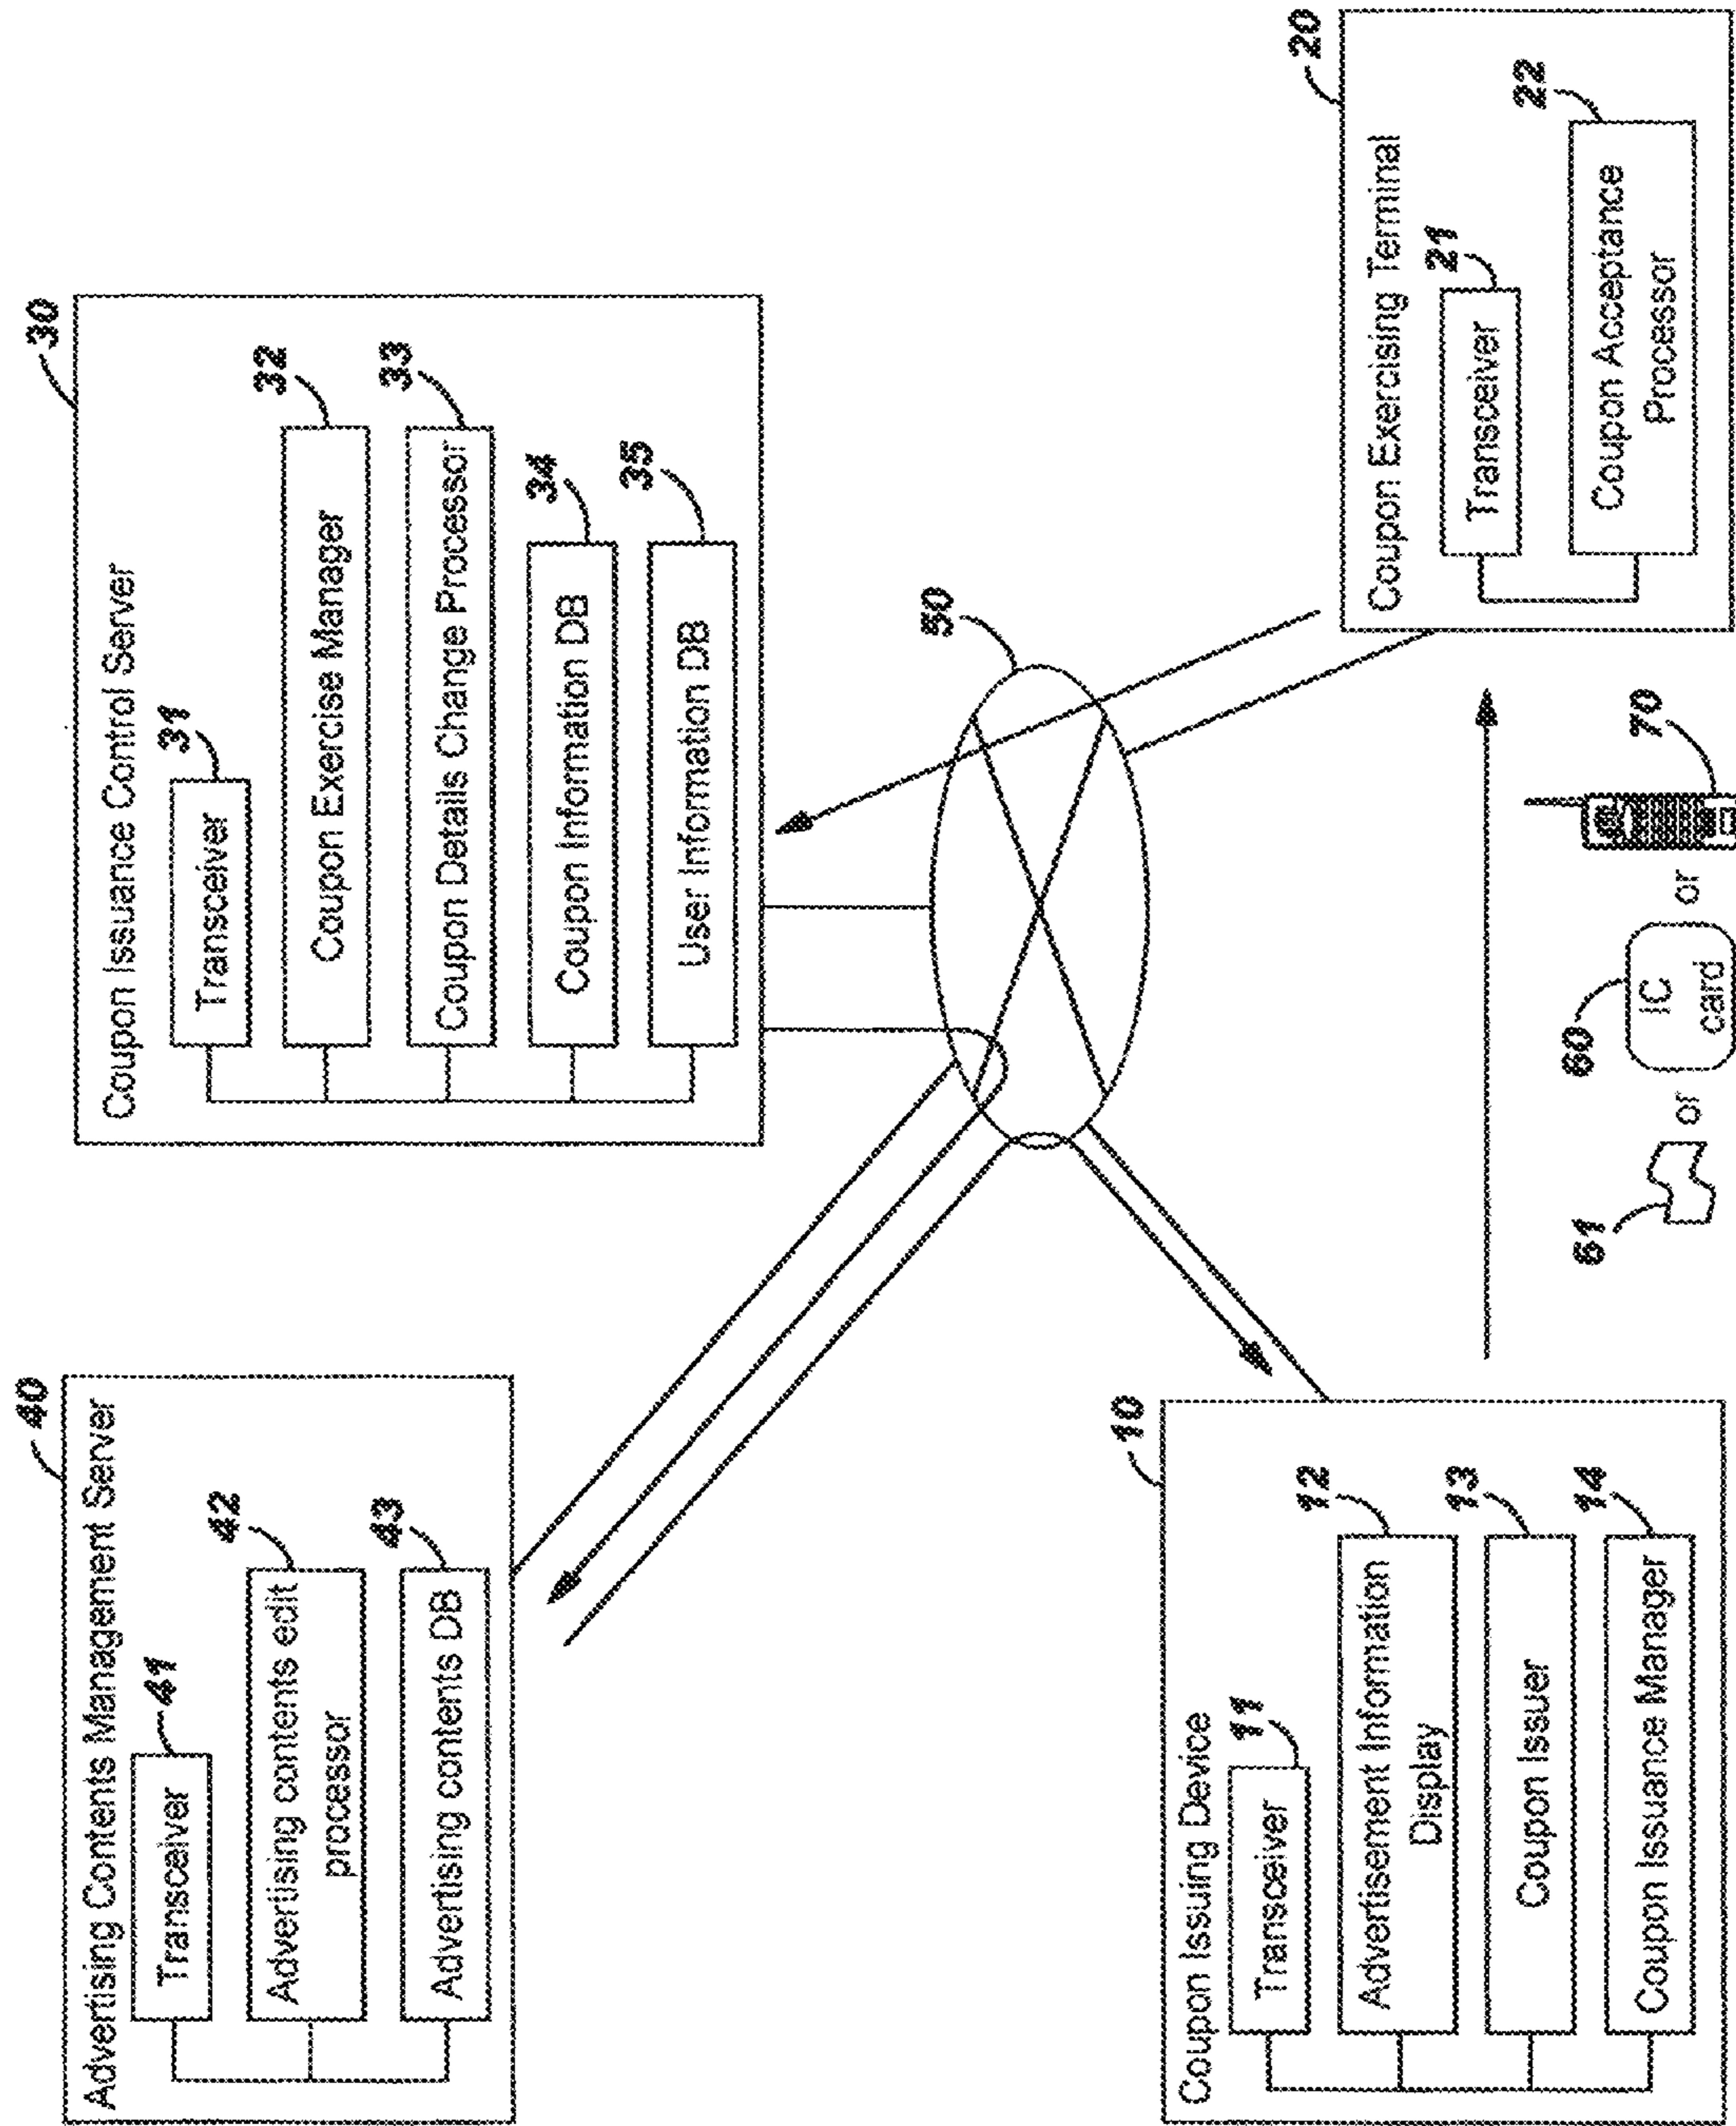 40
Advertising Contents Management Server
41
Transceiver
42
Advertising contents edit
processor
43
Advertising contents DB
30
Coupon Issuance Control Server
31
Transceiver
32
Coupon Exercise Manager
33
Coupon Details Change Processor
34
Coupon Information DB
35
User Information DB
50
10
Coupon Issuing Device
11
Transceiver
12
Advertisement Information
Display
13
Coupon Issuer
14
Coupon Issuance Manager
61
or
60
IC
card
or
70
20
Coupon Exercising Terminal
21
Transceiver
22
Coupon Acceptance
Processor